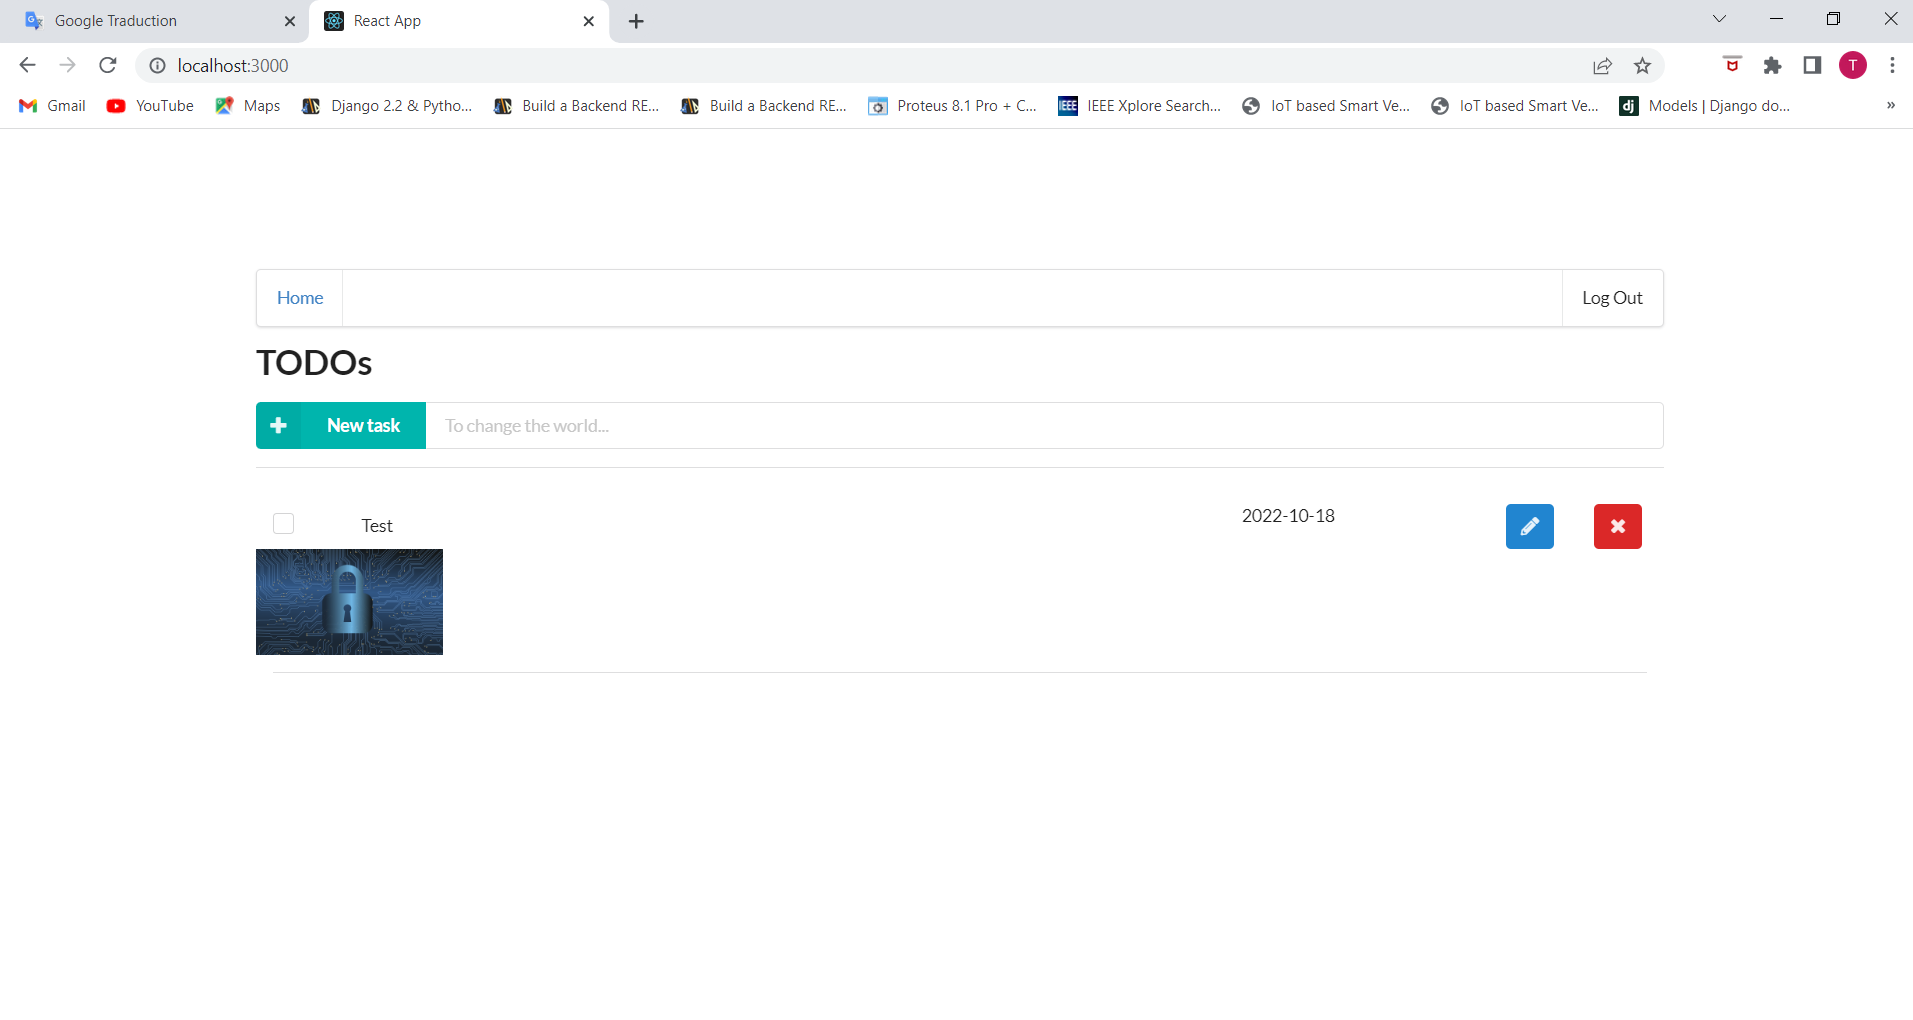 Google Traduction
React App
localhost:3000
T
Gmail
YouTube
Maps
Django 2.2 & Pytho...
Build a Backend RE...
Build a Backend RE...
Proteus 8.1 Pro + C...
IEEE
IEEE Xplore Search...
IoT based Smart Ve...
IoT based Smart Ve...
dj
Models | Django do...
»
Home
Log Out
TODOs
New task
To change the world...
Test
2022-10-18